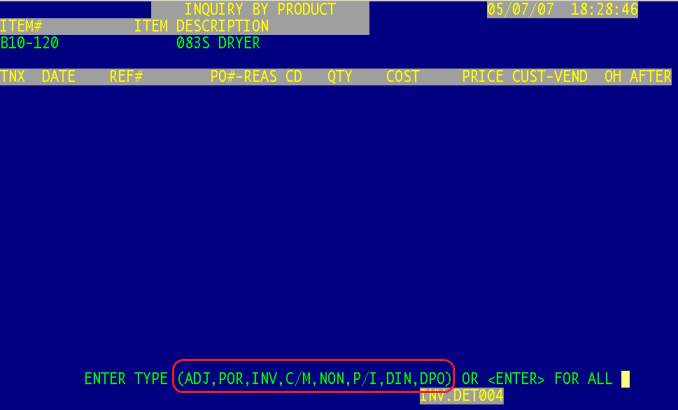 INQUIRY BY PRODUCT 05/07/07 18:28:46
ITEM# ITEM DESCRIPTION
B10-120 083S DRYER
TNX DATE REF# PO#-REAS CD QTY COST PRICE CUST-VEND OH AFTER
ENTER TYPE (ADJ,POR,INV,C/M,NON,P/I,DIN,DPO) OR <ENTER> FOR ALL
INV.DET004